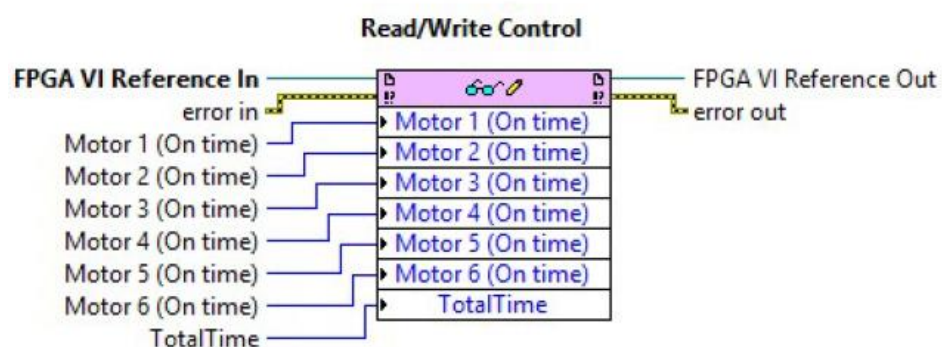 Read/Write Control
FPGA VI Reference In
FPGA VI Reference Out
error in
error out
Motor 1 (On time)
Motor 1 (On time)
Motor 2 (On time)
Motor 2 (On time)
Motor 3 (On time)
Motor 3 (On time)
Motor 4 (On time)
Motor 4 (On time)
Motor 5 (On time)
Motor 5 (On time)
Motor 6 (On time)
Motor 6 (On time)
TotalTime
TotalTime